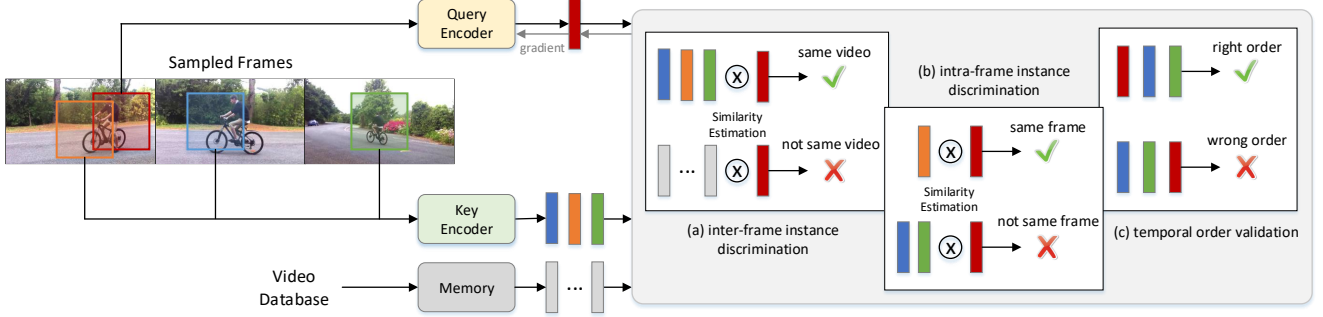 Query
Encoder
gradient
Sampled Frames
Key
Encoder
Video
Database
Memory
...
same video
X
Similarity
Estimation
not same video
...
X
(a) inter-frame instance
discrimination
(b) intra-frame instance
discrimination
same frame
X
Similarity
Estimation
not same frame
X
right order
wrong order
(c) temporal order validation